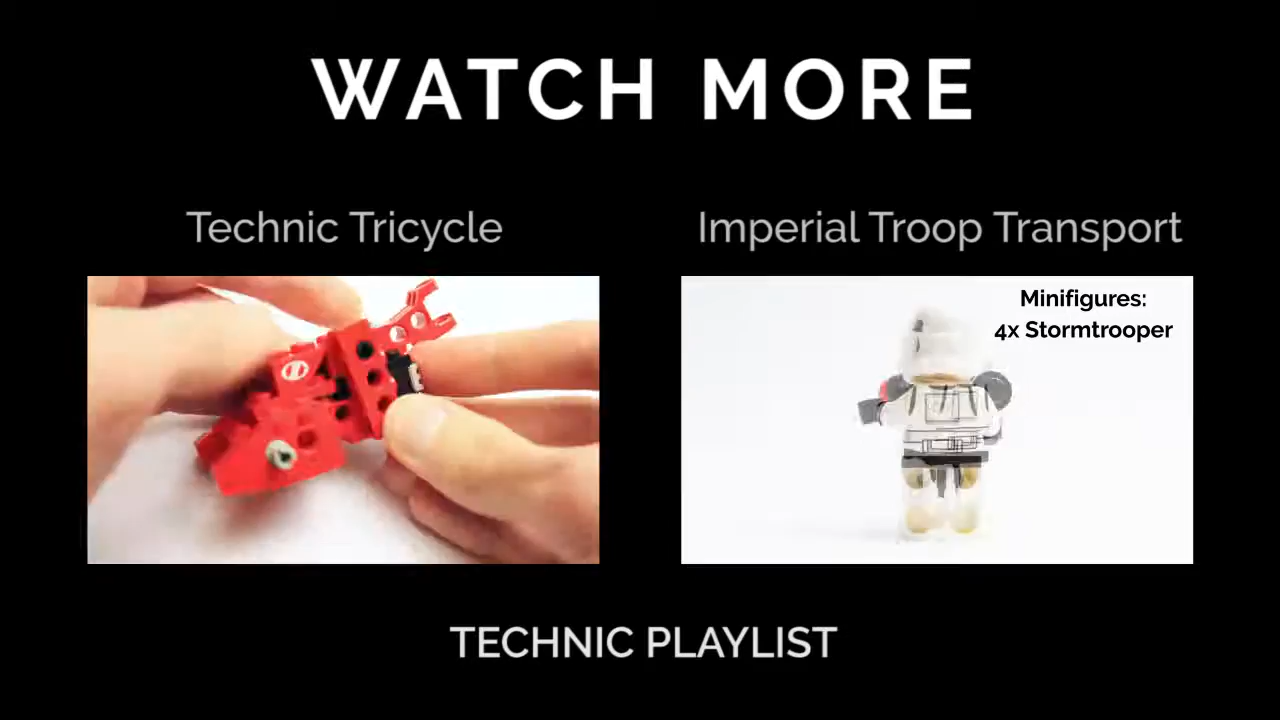 WATCH MORE
Technic Tricycle
Imperial Troop Transport
Minifigures:
4x Stormtrooper
TECHNIC PLAYLIST